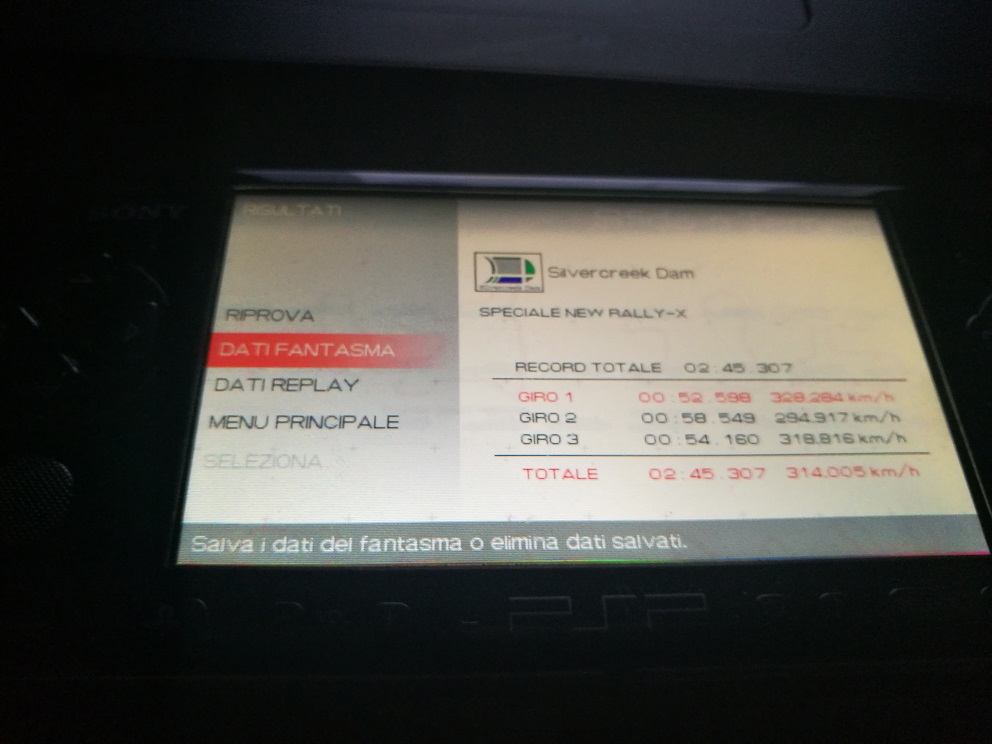 SONY
RISULTATI
Silvercreek Dam
SPECIALE NEW RALLY-X
RIPROVA
DATI FANTASMA
DATI REPLAY
MENU PRINCIPALE
SELEZIONA
RECORD TOTALE 02:45.307
GIRO 1 00:52.598 328.284 km/h
GIRO 2 00:58.549 294.917 km/h
GIRO 3 00:54.160 318.816 km/h
TOTALE 02:45.307 314.005 km/h
Salva i dati del fantasma o elimina dati salvati.
PSP